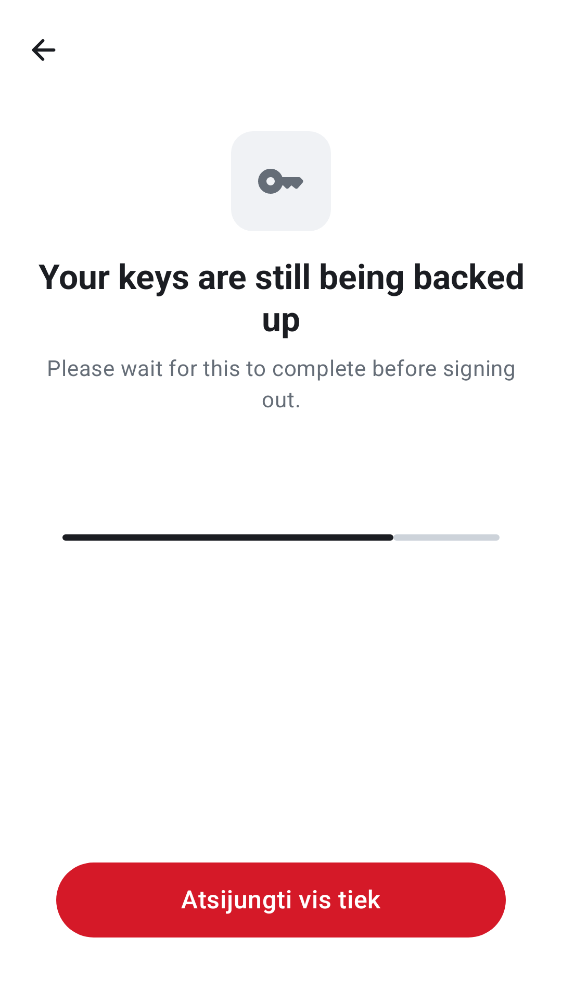 Your keys are still being backed
up
Please wait for this to complete before signing
out.
Atsijungti vis tiek